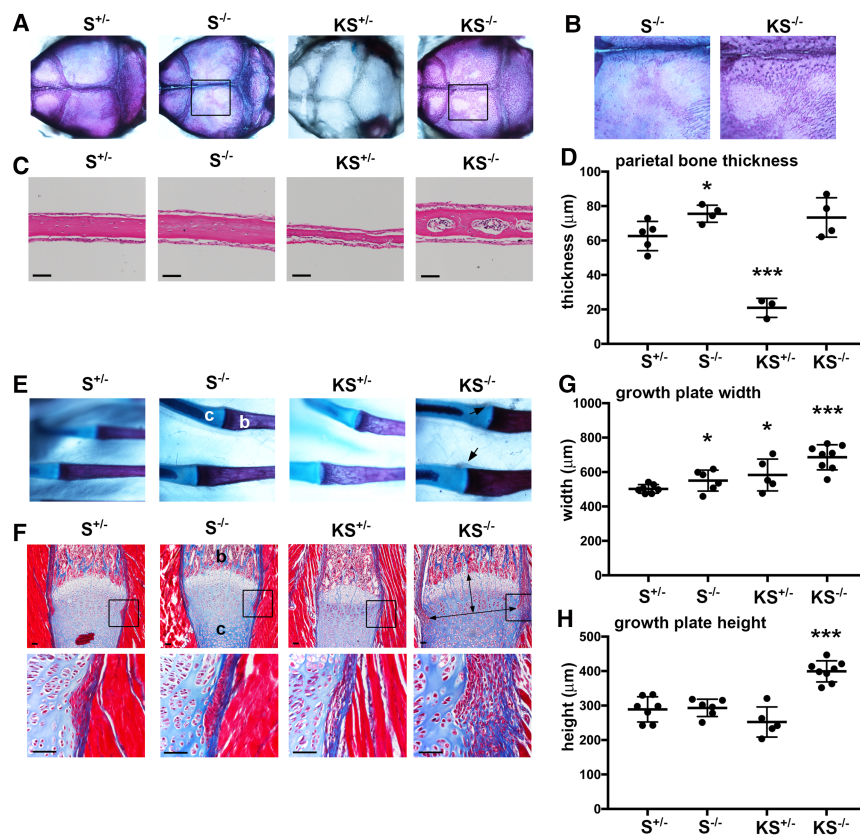 A
S+/-
S-/-
KS+/-
KS-/-
B
S-/-
KS-/-
C
S+/-
S-/-
KS+/-
KS-/-
D
parietal bone thickness
thickness (μm)
100
80
60
40
20
0
*
***
S+/-
S-/-
KS+/-
KS-/-
E
S+/-
S-/-
KS+/-
KS-/-
c
b
F
S+/-
S-/-
KS+/-
KS-/-
b
c
G
growth plate width
width (μm)
1000
800
600
400
200
0
*
*
***
S+/-
S-/-
KS+/-
KS-/-
H
growth plate height
height (μm)
500
400
300
200
100
0
***
S+/-
S-/-
KS+/-
KS-/-